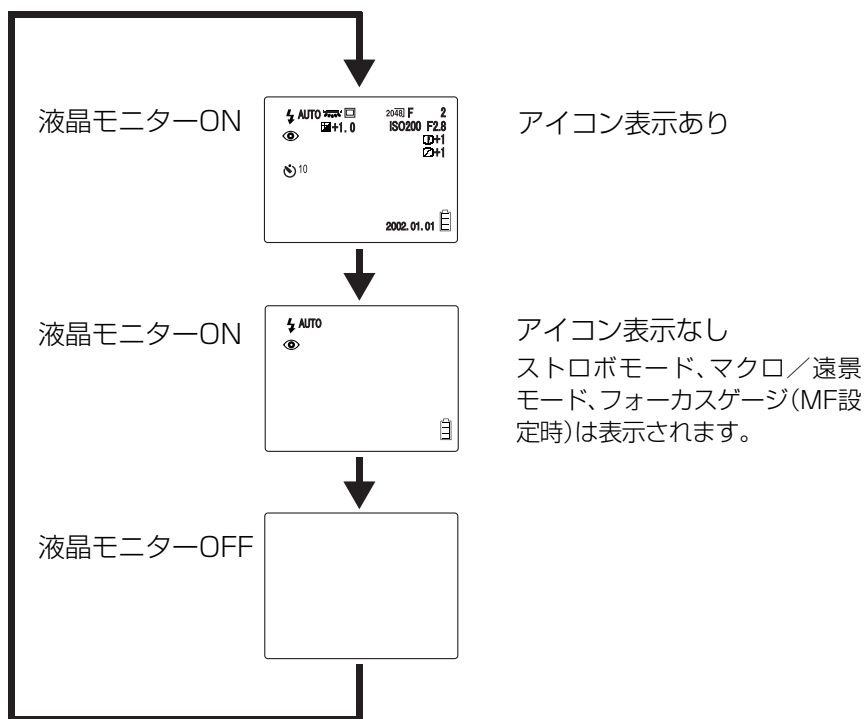 液晶モニターON
AUTO 2048 F 2
+1.0 ISO200 F2.8
+1
+1
10
2002.01.01
アイコン表示あり
液晶モニターON
AUTO
アイコン表示なし
ストロボモード、マクロ／遠景
モード、フォーカスゲージ（MF設
定時）は表示されます。
液晶モニターOFF